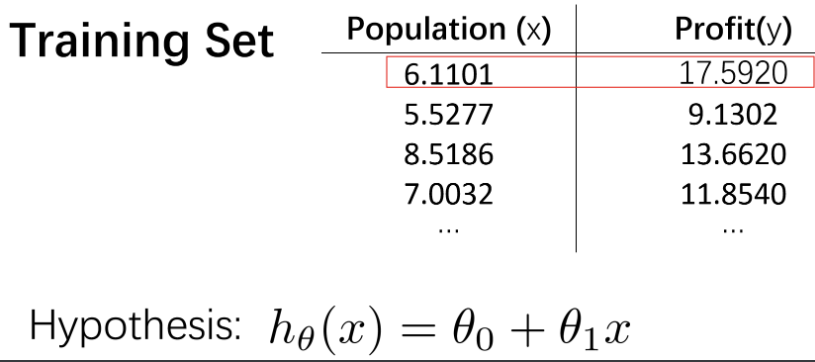 Training Set
Population (x) Profit(y)
6.1101 17.5920
5.5277 9.1302
8.5186 13.6620
7.0032 11.8540
... ...
Hypothesis: h_θ(x) = θ₀ + θ₁x